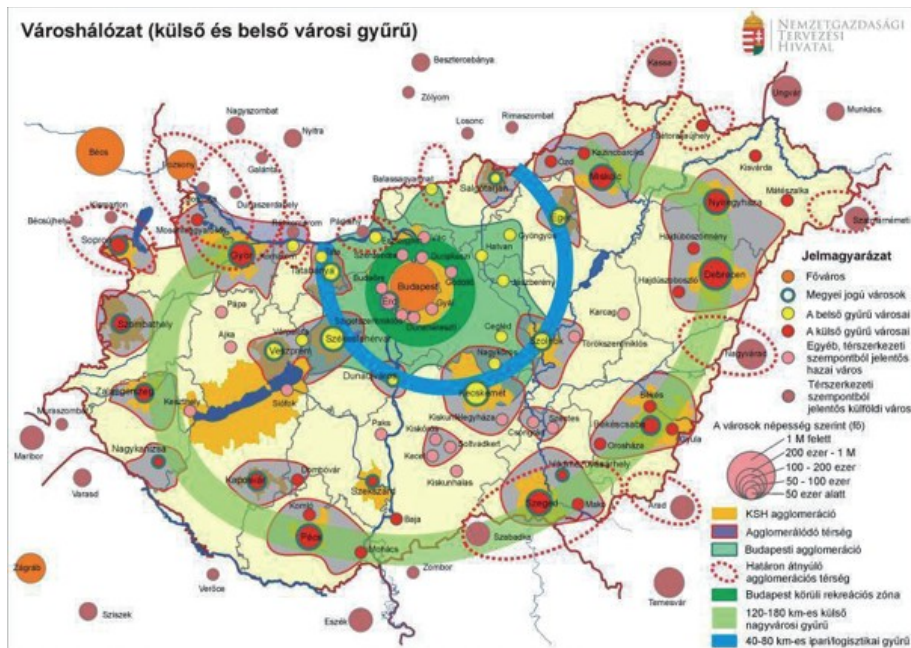 Városhálózat (külső és belső városi gyűrű)
NEMZETGAZDASÁGI
TERVEZÉSI
HIVATAL
Besztercebánya
Kassa
Zólyom
Ungvár
Munkács
Nagyszombat
Losonc
Rimaszombat
Nyitra
Bécs
Pozsony
Galánta
Dunaszerdahely
Balassagyarmat
Salgótarján
Ózd
Kazincbarcika
Miskolc
Sátoraljaújhely
Kisvárda
Mátészalka
Nyíregyháza
Szatmárnémeti
Bécsújhely
Kismarton
Sopron
Győr
Komárom
Tatabánya
Eger
Gyöngyös
Hatvan
Jászberény
Hajdúböszörmény
Hajdúszoboszló
Debrecen
Budapest
Gödöllő
Érd
Gyál
Dunakeszi
Szigetszentmiklós
Pápa
Ajka
Várpalota
Veszprém
Székesfehérvár
Szombathely
Cegléd
Nagykőrös
Szolnok
Törökszentmiklós
Karcag
Nagyvárad
Dunaújváros
Kecskemét
Zalaegerszeg
Keszthely
Siófok
Muraszombat
Maribor
Nagykanizsa
Varasd
Paks
Kiskőrös
Kecel
Soltvadkert
Kiskunhalas
Kiskunfélegyháza
Csongrád
Szentes
Békés
Békéscsaba
Gyula
Orosháza
Hódmezővásárhely
Makó
Szeged
Arad
Kaposvár
Dombóvár
Szekszárd
Komló
Pécs
Baja
Mohács
Szabadka
Zombor
Zágráb
Verőce
Sziszek
Eszék
Temesvár
Jelmagyarázat
Főváros
Megyei jogú városok
A belső gyűrű városai
A külső gyűrű városai
Egyéb, térszerkezeti
szempontból jelentős
hazai város
Térszerkezeti
szempontból
jelentős külföldi város
A városok népesség szerint (fő)
1 M felett
200 ezer - 1 M
100 - 200 ezer
50 - 100 ezer
50 ezer alatt
KSH agglomeráció
Agglomerálódó térség
Budapesti agglomeráció
Határon átnyúló
agglomerációs térség
Budapest körüli rekreációs zóna
120-180 km-es külső
nagyvárosi gyűrű
40-80 km-es ipari/logisztikai gyűrű